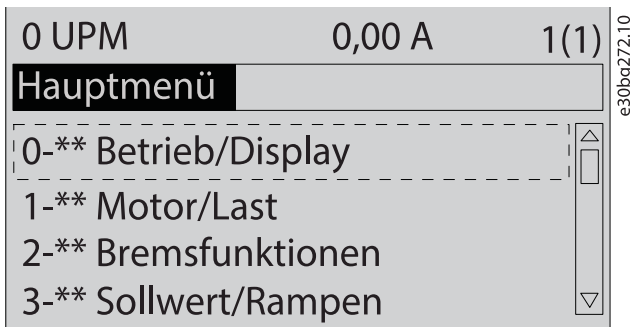 0 UPM 0,00 A 1(1)
Hauptmenü
0-** Betrieb/Display
1-** Motor/Last
2-** Bremsfunktionen
3-** Sollwert/Rampen
e30bq272.10